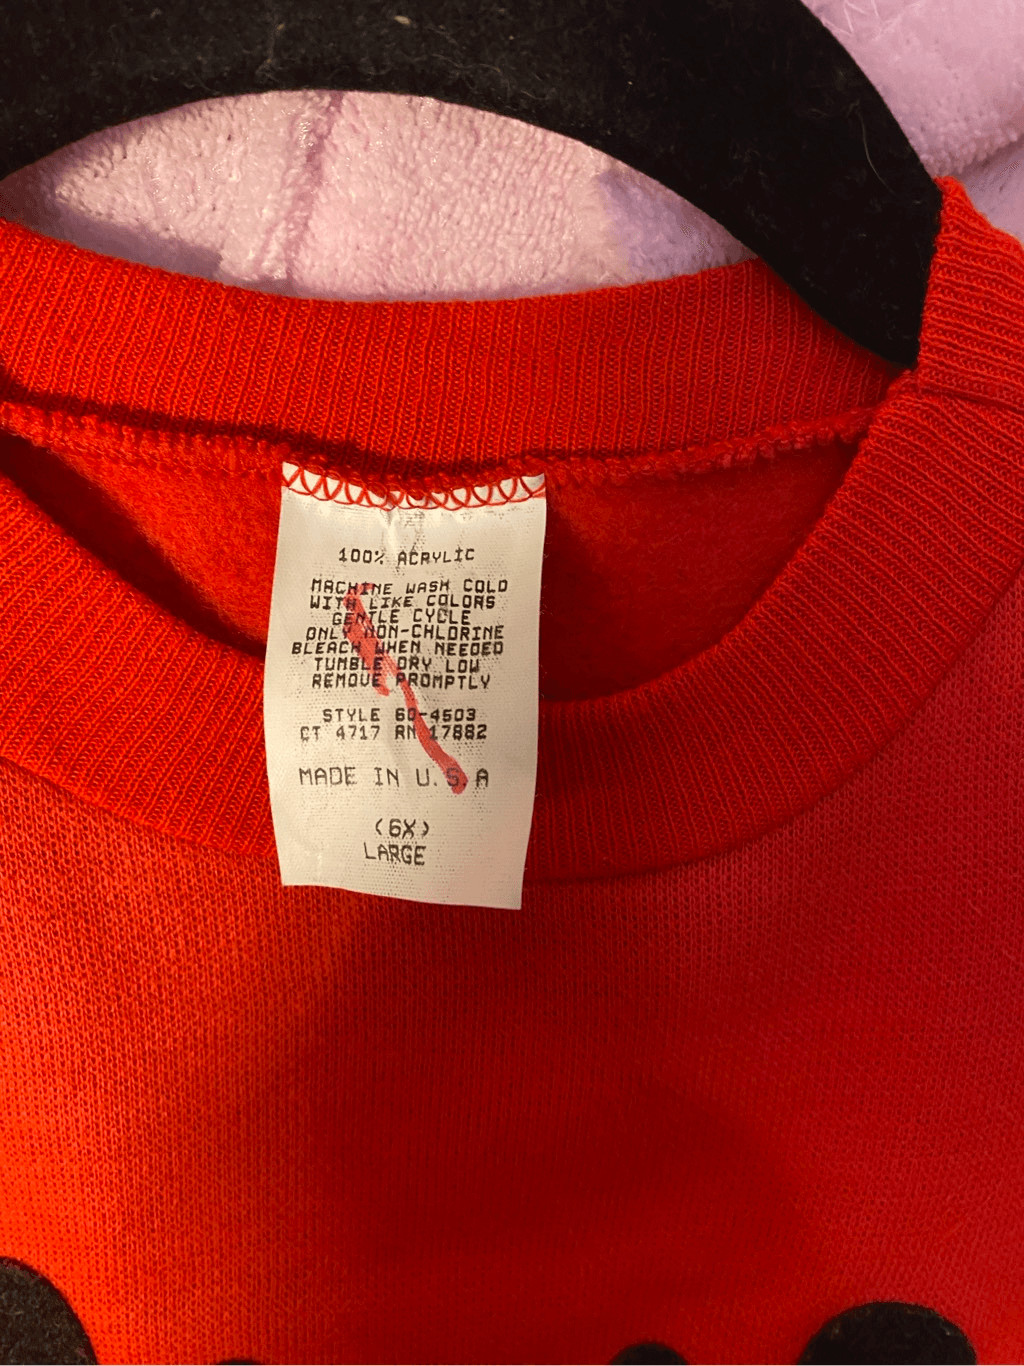 100% ACRYLIC
MACHINE WASH COLD
WITH LIKE COLORS
GENTLE CYCLE
ONLY NON-CHLORINE
BLEACH WHEN NEEDED
TUMBLE DRY LOW
REMOVE PROMPTLY
STYLE 60-4503
CT 4717 RN 17882
MADE IN U.S.A
(6X)
LARGE